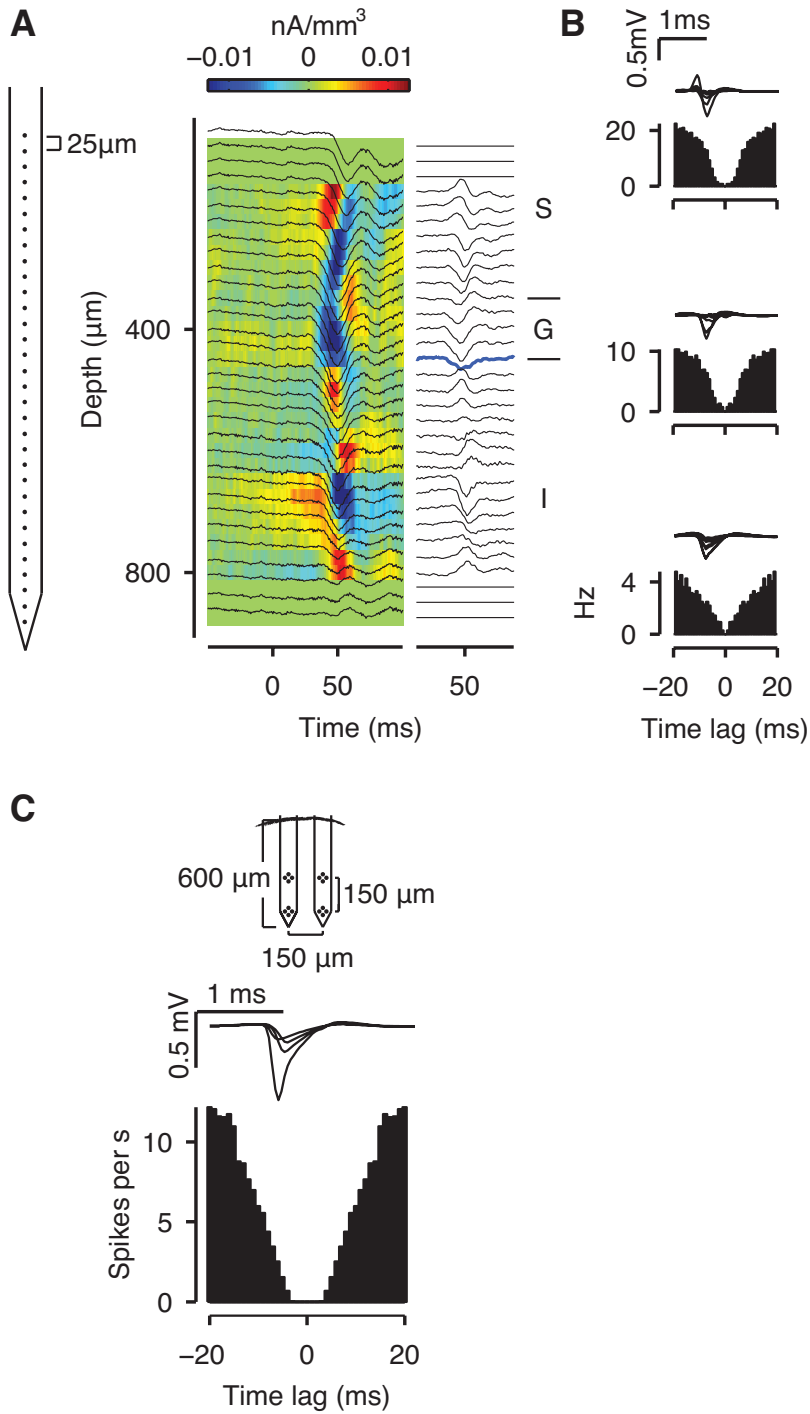 A
nA/mm³
−0.01 0 0.01
25µm
Depth (µm)
400
800
S
G
I
0 50
50
Time (ms)
B
1ms
0.5mV
20
0
10
0
4
0
Hz
−20 0 20
Time lag (ms)
C
600 µm
150 µm
150 µm
1 ms
0.5 mV
Spikes per s
10
5
0
−20 0 20
Time lag (ms)